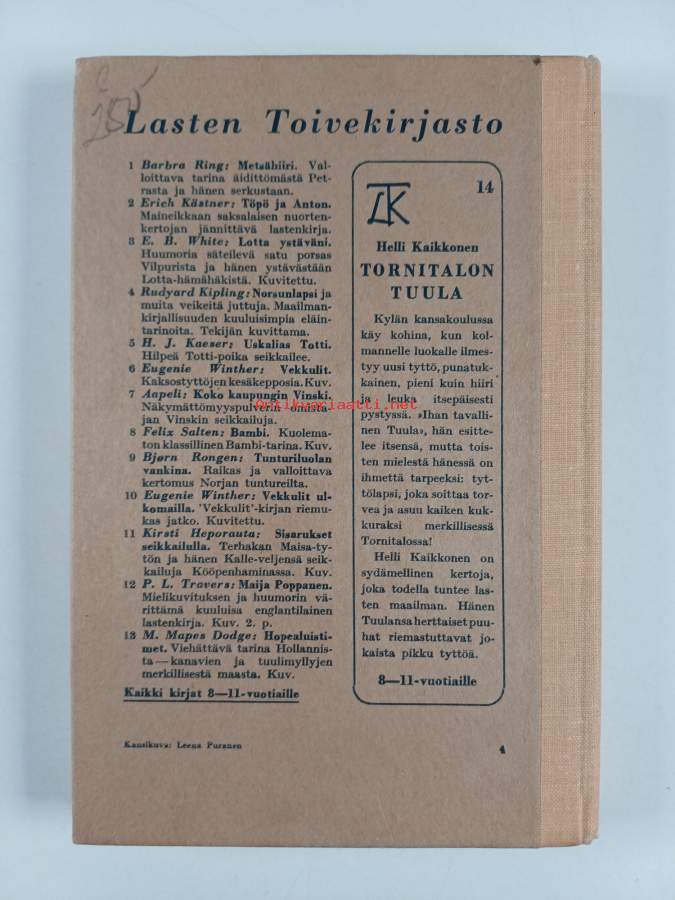 Lasten Toivekirjasto
1 Barbra Ring: Metsähiiri. Val-
loittava tarina äidittömästä Pet-
rasta ja hänen serkustaan.
2 Erich Kästner: Töpö ja Anton.
Maineikkaan saksalaisen nuorten-
kertojan jännittävä lastenkirja.
3 E. B. White: Lotta ystäväni.
Huumoria säteilevä satu porsas
Vilpurista ja hänen ystävästään
Lotta-hämähäkistä. Kuvitettu.
4 Rudyard Kipling: Norsunlapsi ja
muita veikeitä juttuja. Maailman-
kirjallisuuden kuuluisimpia eläin-
tarinoita. Tekijän kuvittama.
5 H. J. Kaeser: Uskalias Totti.
Hilpeä Totti-poika seikkailee.
6 Eugenie Winther: Vekkulit.
Kaksostyttöjen kesäkepposia. Kuv.
7 Aapeli: Koko kaupungin Vinski.
Näkymättömyyspulverin omista-
jan Vinskin seikkailuja.
8 Felix Salten: Bambi. Kuolema-
ton klassillinen Bambi-tarina. Kuv.
9 Bjørn Rongen: Tunturiluolan
vankina. Raikas ja valloittava
kertomus Norjan tuntureilta.
10 Eugenie Winther: Vekkulit ul-
komailla. 'Vekkulit'-kirjan riemu-
kas jatko. Kuvitettu.
11 Kirsti Heporauta: Sisarukset
seikkailulla. Terhakan Maisa-ty-
tön ja hänen Kalle-veljensä seik-
kailuja Kööpenhaminassa. Kuv.
12 P. L. Travers: Maija Poppanen.
Mielikuvituksen ja huumorin vä-
rittämä kuuluisa englantilainen
lastenkirja. Kuv. 2. p.
13 M. Mapes Dodge: Hopealuisti-
met. Viehättävä tarina Hollannis-
ta — kanavien ja tuulimyllyjen
merkillisestä maasta. Kuv.
Kaikki kirjat 8—11-vuotiaille
LTK 14
Helli Kaikkonen
TORNITALON
TUULA
Kylän kansakoulussa
käy kohina, kun kol-
mannelle luokalle ilmes-
tyy uusi tyttö, punatuk-
kainen, pieni kuin hiiri
ja leuka itsepäisesti
pystyssä. »Ihan tavalli-
nen Tuula», hän esitte-
lee itsensä, mutta tois-
ten mielestä hänessä on
ihmettä tarpeeksi: tyt-
tölapsi, joka soittaa tor-
vea ja asuu kaiken kuk-
kuraksi merkillisessä
Tornitalossa!
Helli Kaikkonen on
sydämellinen kertoja,
joka todella tuntee las-
ten maailman. Hänen
Tuulansa herttaiset puu-
hat riemastuttavat jo-
kaista pikku tyttöä.
8—11-vuotiaille
Kansikuva: Leena Puranen
4
Antikvariaatti.net